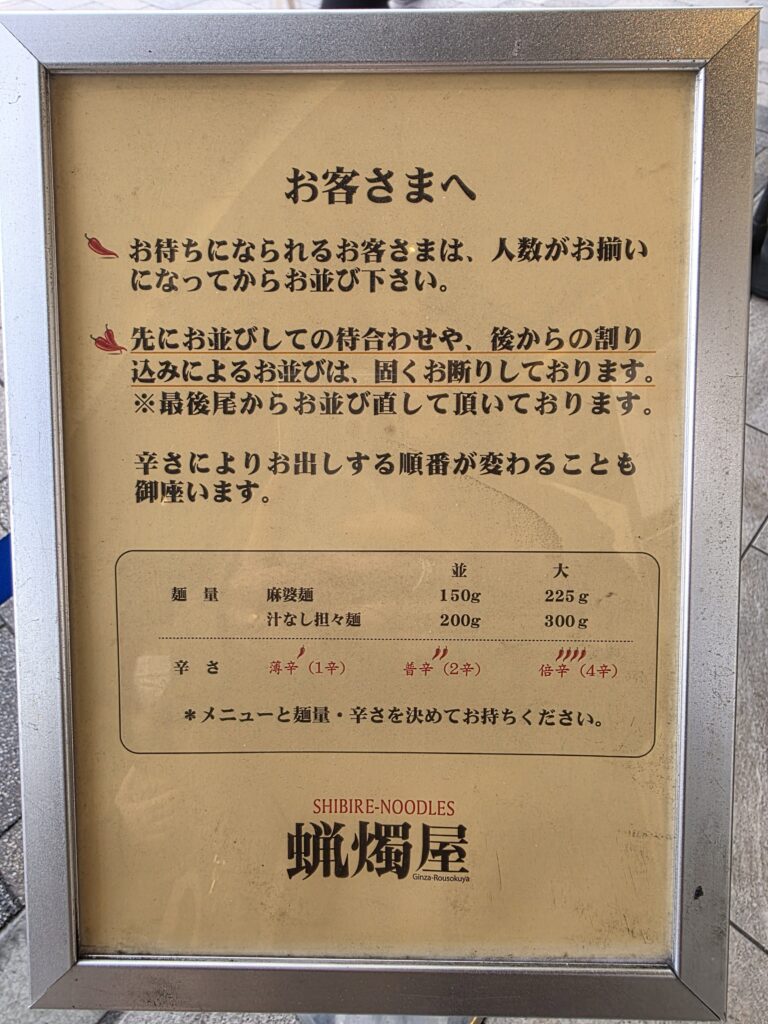 お客さまへ
お待ちになられるお客さまは、人数がお揃い
になってからお並び下さい。
先にお並びしての待合わせや、後からの割り
込みによるお並びは、固くお断りしております。
※最後尾からお並び直して頂いております。
辛さによりお出しする順番が変わることも
御座います。
並 大
麺 量 麻婆麺 150g 225g
汁なし担々麺 200g 300g
辛 さ 薄辛（1辛） 普辛（2辛） 倍辛（4辛）
＊メニューと麺量・辛さを決めてお持ちください。
SHIBIRE-NOODLES
蝋燭屋
Ginza-Rousokuya